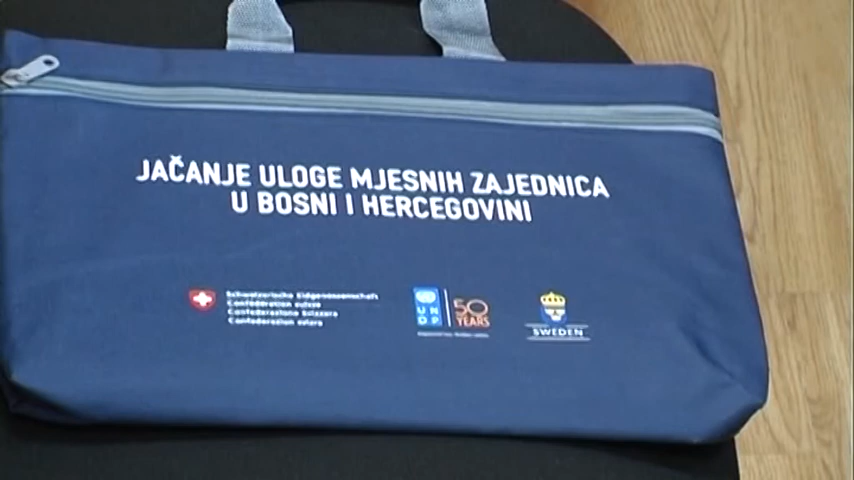 JAČANJE ULOGE MJESNIH ZAJEDNICA
U BOSNI I HERCEGOVINI
Schweizerische Eidgenossenschaft
Confédération suisse
Confederazione Svizzera
Confederaziun svizra
U N
D P
50
YEARS
SWEDEN